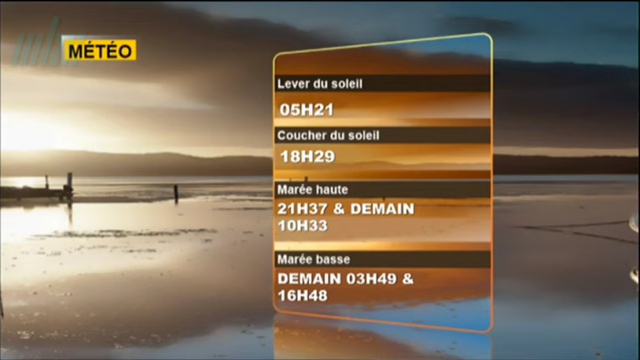 MÉTÉO
Lever du soleil
05H21
Coucher du soleil
18H29
Marée haute
21H37 & DEMAIN
10H33
Marée basse
DEMAIN 03H49 &
16H48